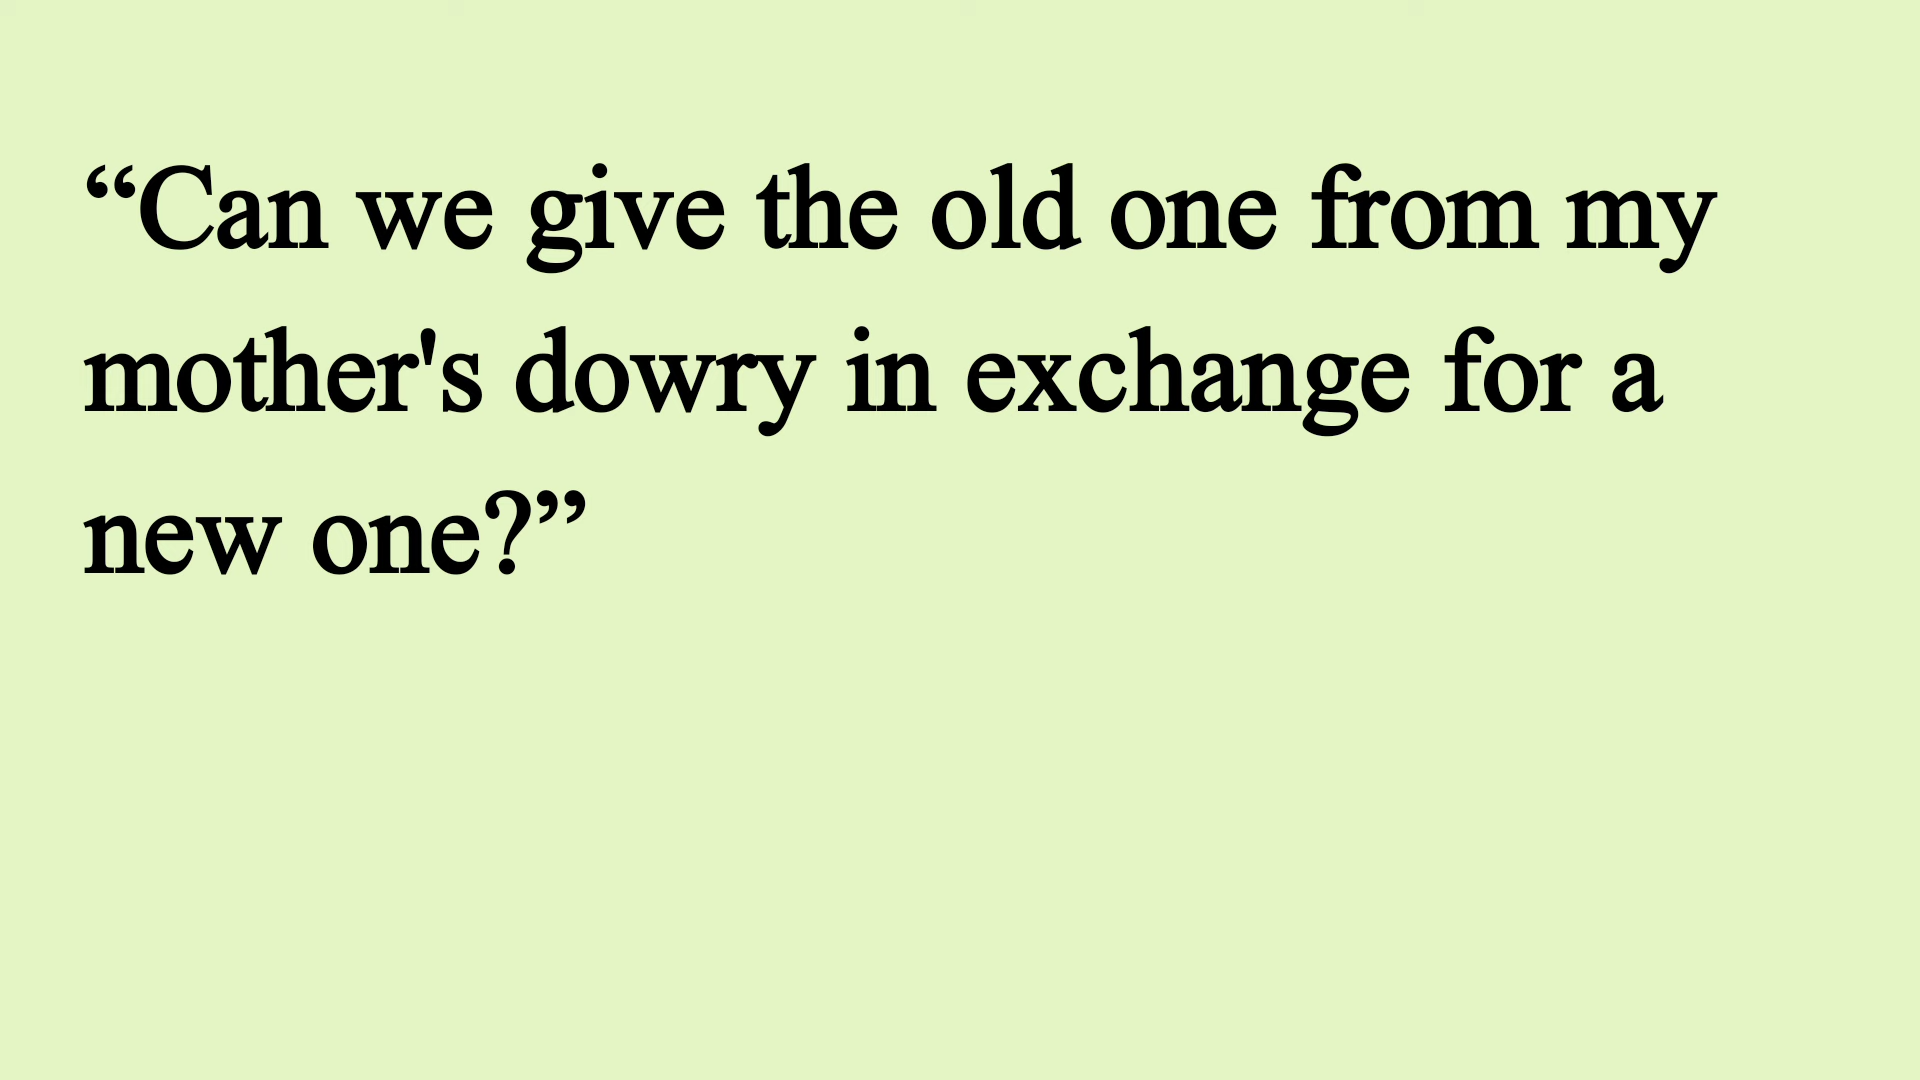 “Can we give the old one from my
mother's dowry in exchange for a
new one?”